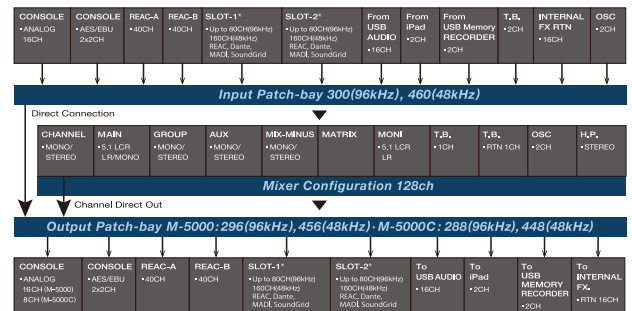 CONSOLE
•ANALOG
16CH
CONSOLE
•AES/EBU
2x2CH
REAC-A
•40CH
REAC-B
•40CH
SLOT-1*
•Up to 80CH(96kHz)
160CH(48kHz)
REAC, Dante,
MADI, SoundGrid
SLOT-2*
•Up to 80CH(96kHz)
160CH(48kHz)
REAC, Dante,
MADI, SoundGrid
From
USB
AUDIO
•16CH
From
iPad
•2CH
From
USB Memory
RECORDER
•2CH
T.B.
•2CH
INTERNAL
FX RTN
•16CH
OSC
•2CH
Input Patch-bay 300(96kHz), 460(48kHz)
Direct Connection
CHANNEL
•MONO/
STEREO
MAIN
•5.1 LCR
LR/MONO
GROUP
•MONO/
STEREO
AUX
•MONO/
STEREO
MIX-MINUS
•MONO/
STEREO
MATRIX
MONI
•5.1 LCR
LR
T.B.
•1CH
T.B.
•RTN 1CH
OSC
•2CH
H.P.
•STEREO
Mixer Configuration 128ch
Channel Direct Out
Output Patch-bay M-5000:296(96kHz),456(48kHz)·M-5000C: 288(96kHz), 448(48kHz)
CONSOLE
•ANALOG
16CH (M-5000)
8CH (M-5000C)
CONSOLE
•AES/EBU
2x2CH
REAC-A
•40CH
REAC-B
•40CH
SLOT-1*
•Up to 80CH(96kHz)
160CH(48kHz)
REAC, Dante,
MADI, SoundGrid
SLOT-2*
•Up to 80CH(96kHz)
160CH(48kHz)
REAC, Dante,
MADI, SoundGrid
To
USB AUDIO
•16CH
To
iPad
•2CH
To
USB
MEMORY
RECORDER
•2CH
To
INTERNAL
FX.
•RTN 16CH